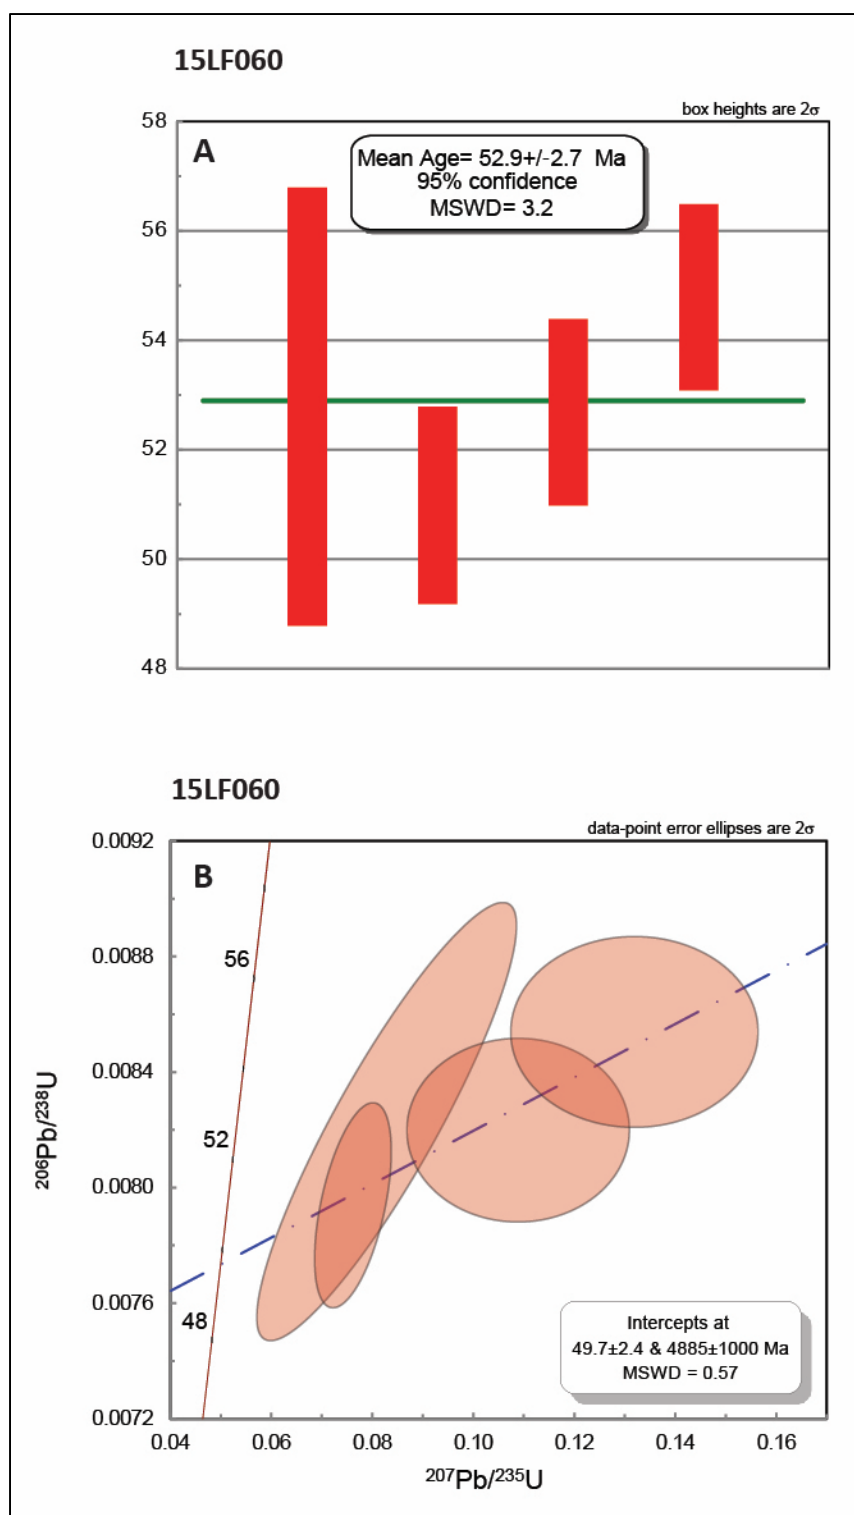 15LF060
box heights are 2σ
A
Mean Age= 52.9+/-2.7 Ma
95% confidence
MSWD= 3.2
58
56
54
52
50
48
15LF060
data-point error ellipses are 2σ
B
0.0092
0.0088
0.0084
0.0080
0.0076
0.0072
56
52
48
²⁰⁶Pb/²³⁸U
Intercepts at
49.7±2.4 & 4885±1000 Ma
MSWD = 0.57
0.04 0.06 0.08 0.10 0.12 0.14 0.16
²⁰⁷Pb/²³⁵U